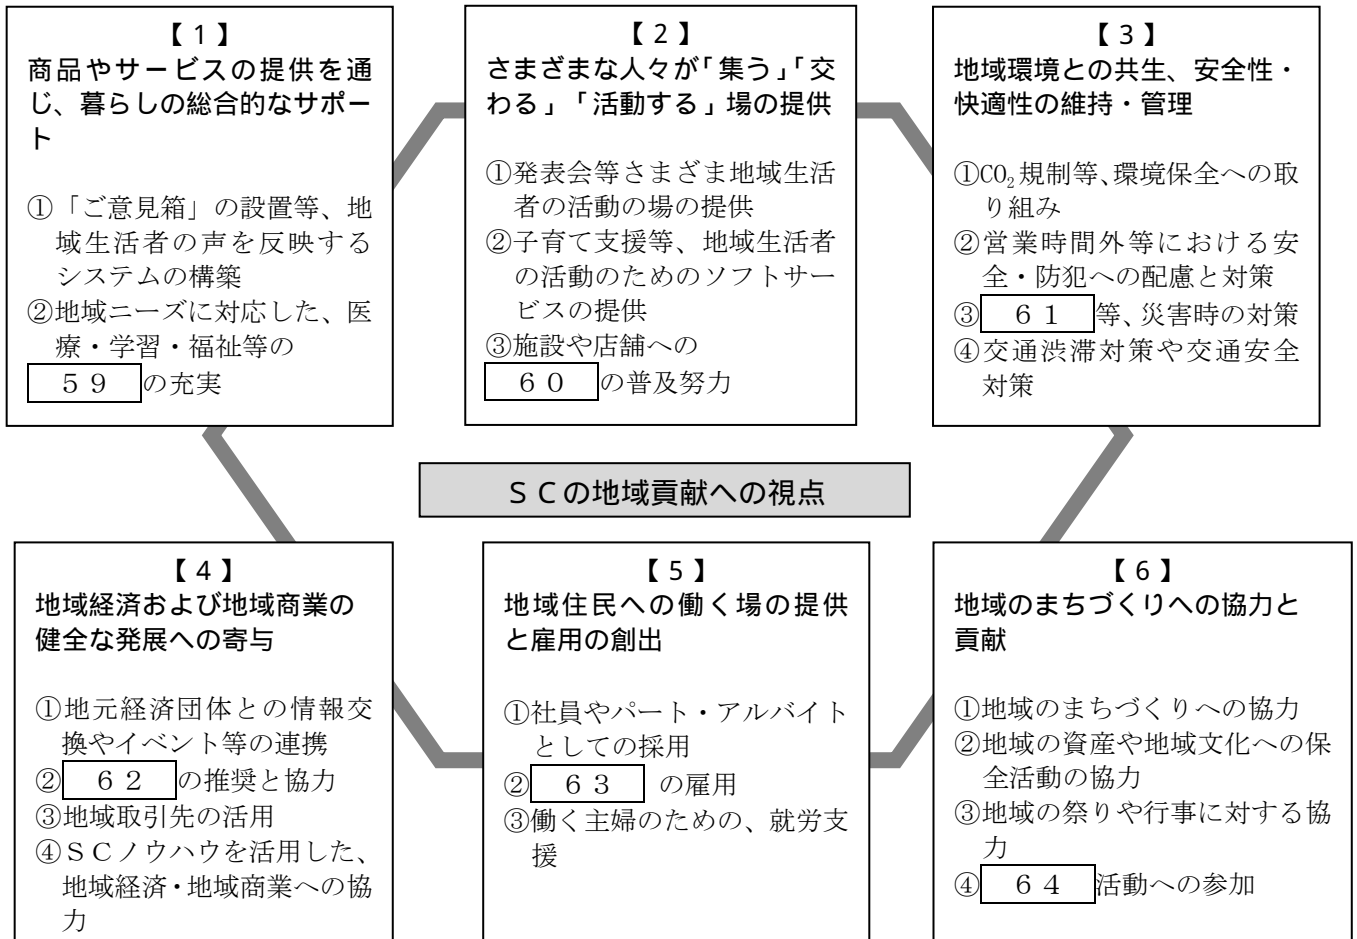 【1】
商品やサービスの提供を通
じ、暮らしの総合的なサポー
ト
①「ご意見箱」の設置等、地
域生活者の声を反映する
システムの構築
②地域ニーズに対応した、医
療・学習・福祉等の
59 の充実
【2】
さまざまな人々が「集う」「交
わる」「活動する」場の提供
①発表会等さまざま地域生活
者の活動の場の提供
②子育て支援等、地域生活者
の活動のためのソフトサー
ビスの提供
③施設や店舗への
60 の普及努力
【3】
地域環境との共生、安全性・
快適性の維持・管理
①CO₂規制等、環境保全への取
り組み
②営業時間外等における安
全・防犯への配慮と対策
③ 61 等、災害時の対策
④交通渋滞対策や交通安全
対策
SCの地域貢献への視点
【4】
地域経済および地域商業の
健全な発展への寄与
①地元経済団体との情報交
換やイベント等の連携
② 62 の推奨と協力
③地域取引先の活用
④SCノウハウを活用した、
地域経済・地域商業への協
力
【5】
地域住民への働く場の提供
と雇用の創出
①社員やパート・アルバイト
としての採用
② 63 の雇用
③働く主婦のための、就労支
援
【6】
地域のまちづくりへの協力と
貢献
①地域のまちづくりへの協力
②地域の資産や地域文化への保
全活動の協力
③地域の祭りや行事に対する協
力
④ 64 活動への参加